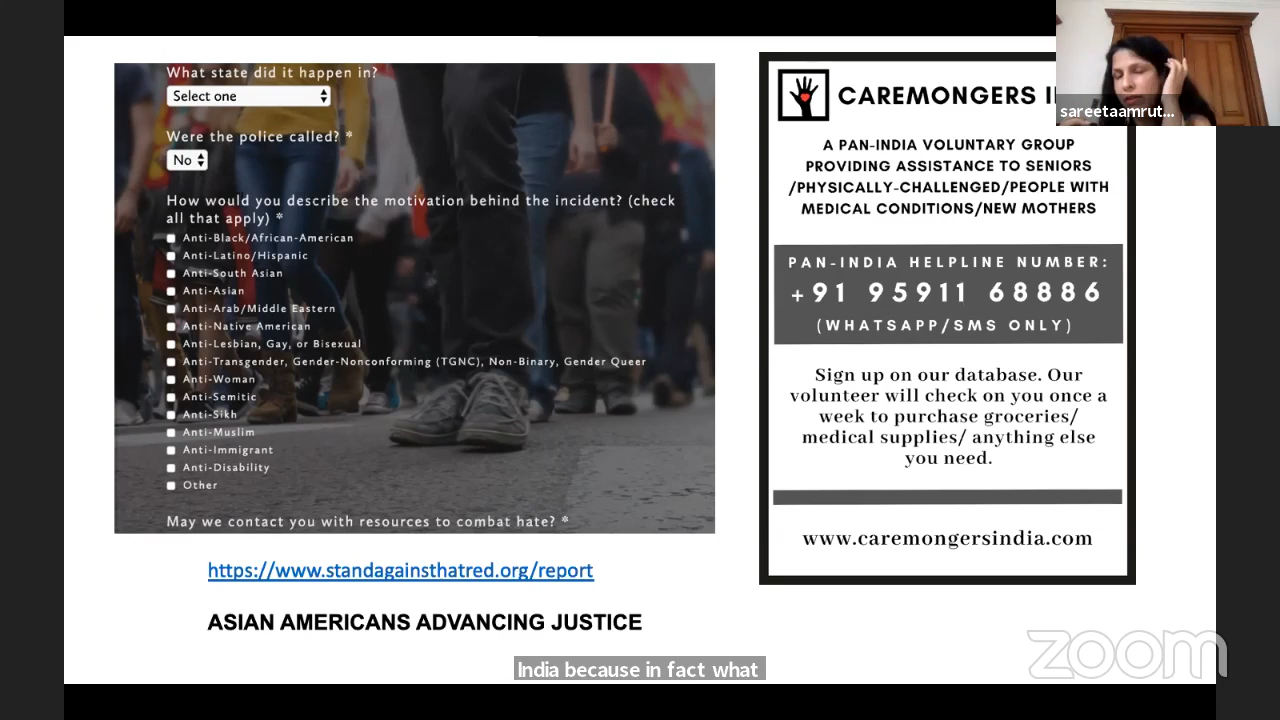 What state did it happen in?
Select one
Were the police called? *
No
How would you describe the motivation behind the incident? (check
all that apply) *
Anti-Black/African-American
Anti-Latino/Hispanic
Anti-South Asian
Anti-Asian
Anti-Arab/Middle Eastern
Anti-Native American
Anti-Lesbian, Gay, or Bisexual
Anti-Transgender, Gender-Nonconforming (TGNC), Non-Binary, Gender Queer
Anti-Woman
Anti-Semitic
Anti-Sikh
Anti-Muslim
Anti-Immigrant
Anti-Disability
Other
May we contact you with resources to combat hate? *
https://www.standagainsthatred.org/report
ASIAN AMERICANS ADVANCING JUSTICE
CAREMONGERS
A PAN-INDIA VOLUNTARY GROUP
PROVIDING ASSISTANCE TO SENIORS
/PHYSICALLY-CHALLENGED/PEOPLE WITH
MEDICAL CONDITIONS/NEW MOTHERS
PAN-INDIA HELPLINE NUMBER:
+91 95911 68886
(WHATSAPP/SMS ONLY)
Sign up on our database. Our
volunteer will check on you once a
week to purchase groceries/
medical supplies/ anything else
you need.
www.caremongersindia.com
sareetaamrut...
zoom
India because in fact what